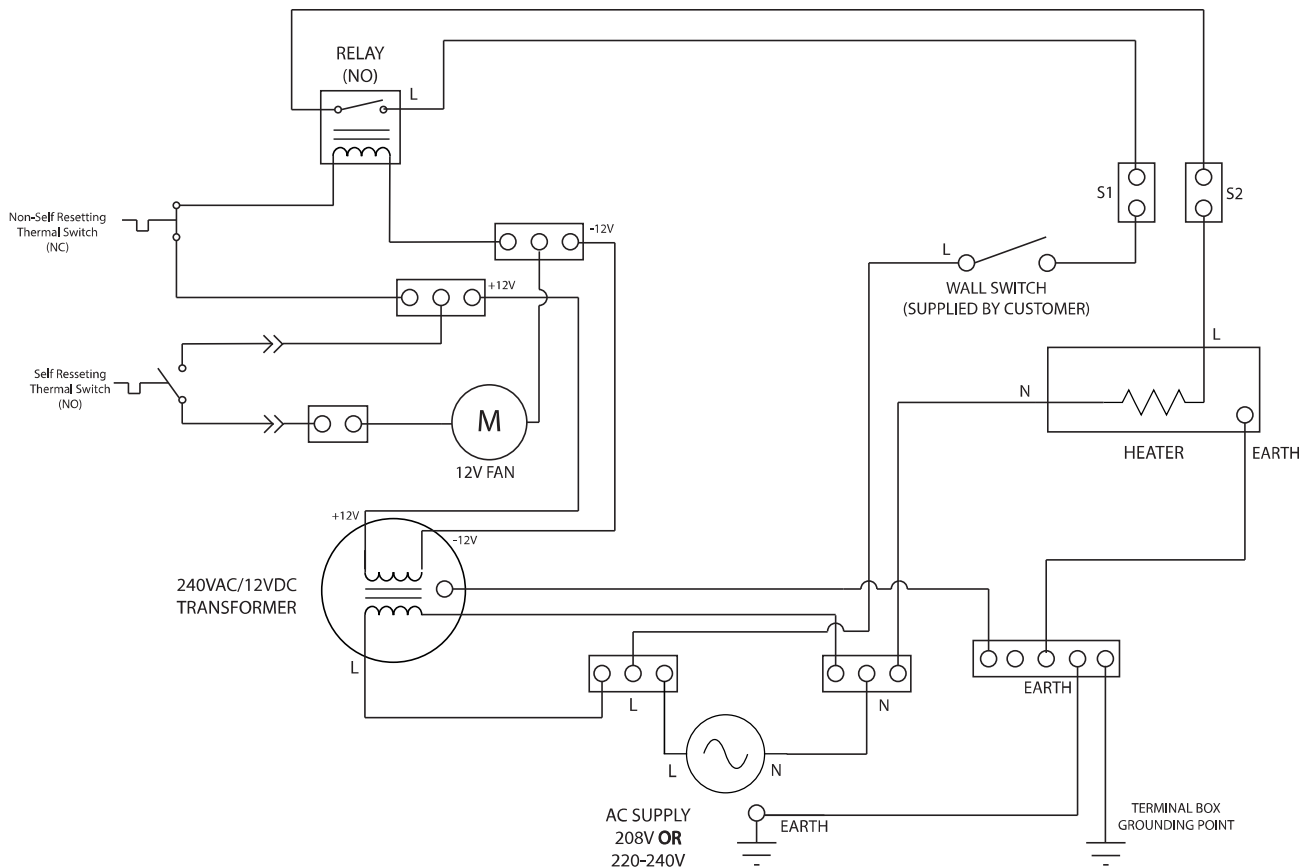 RELAY
(NO)
L
Non-Self Resetting
Thermal Switch
(NC)
-12V
+12V
S1
S2
L
WALL SWITCH
(SUPPLIED BY CUSTOMER)
Self Resseting
Thermal Switch
(NO)
M
12V FAN
L
N
HEATER
EARTH
+12V
-12V
240VAC/12VDC
TRANSFORMER
L
L
N
EARTH
L
N
AC SUPPLY
208V OR
220-240V
EARTH
TERMINAL BOX
GROUNDING POINT